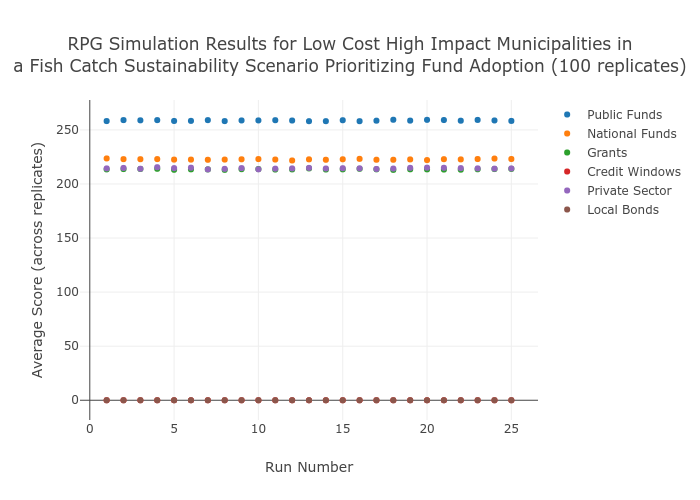 RPG Simulation Results for Low Cost High Impact Municipalities in
a Fish Catch Sustainability Scenario Prioritizing Fund Adoption (100 replicates)
Average Score (across replicates)
250
200
150
100
50
0
0 5 10 15 20 25
Run Number
Public Funds
National Funds
Grants
Credit Windows
Private Sector
Local Bonds